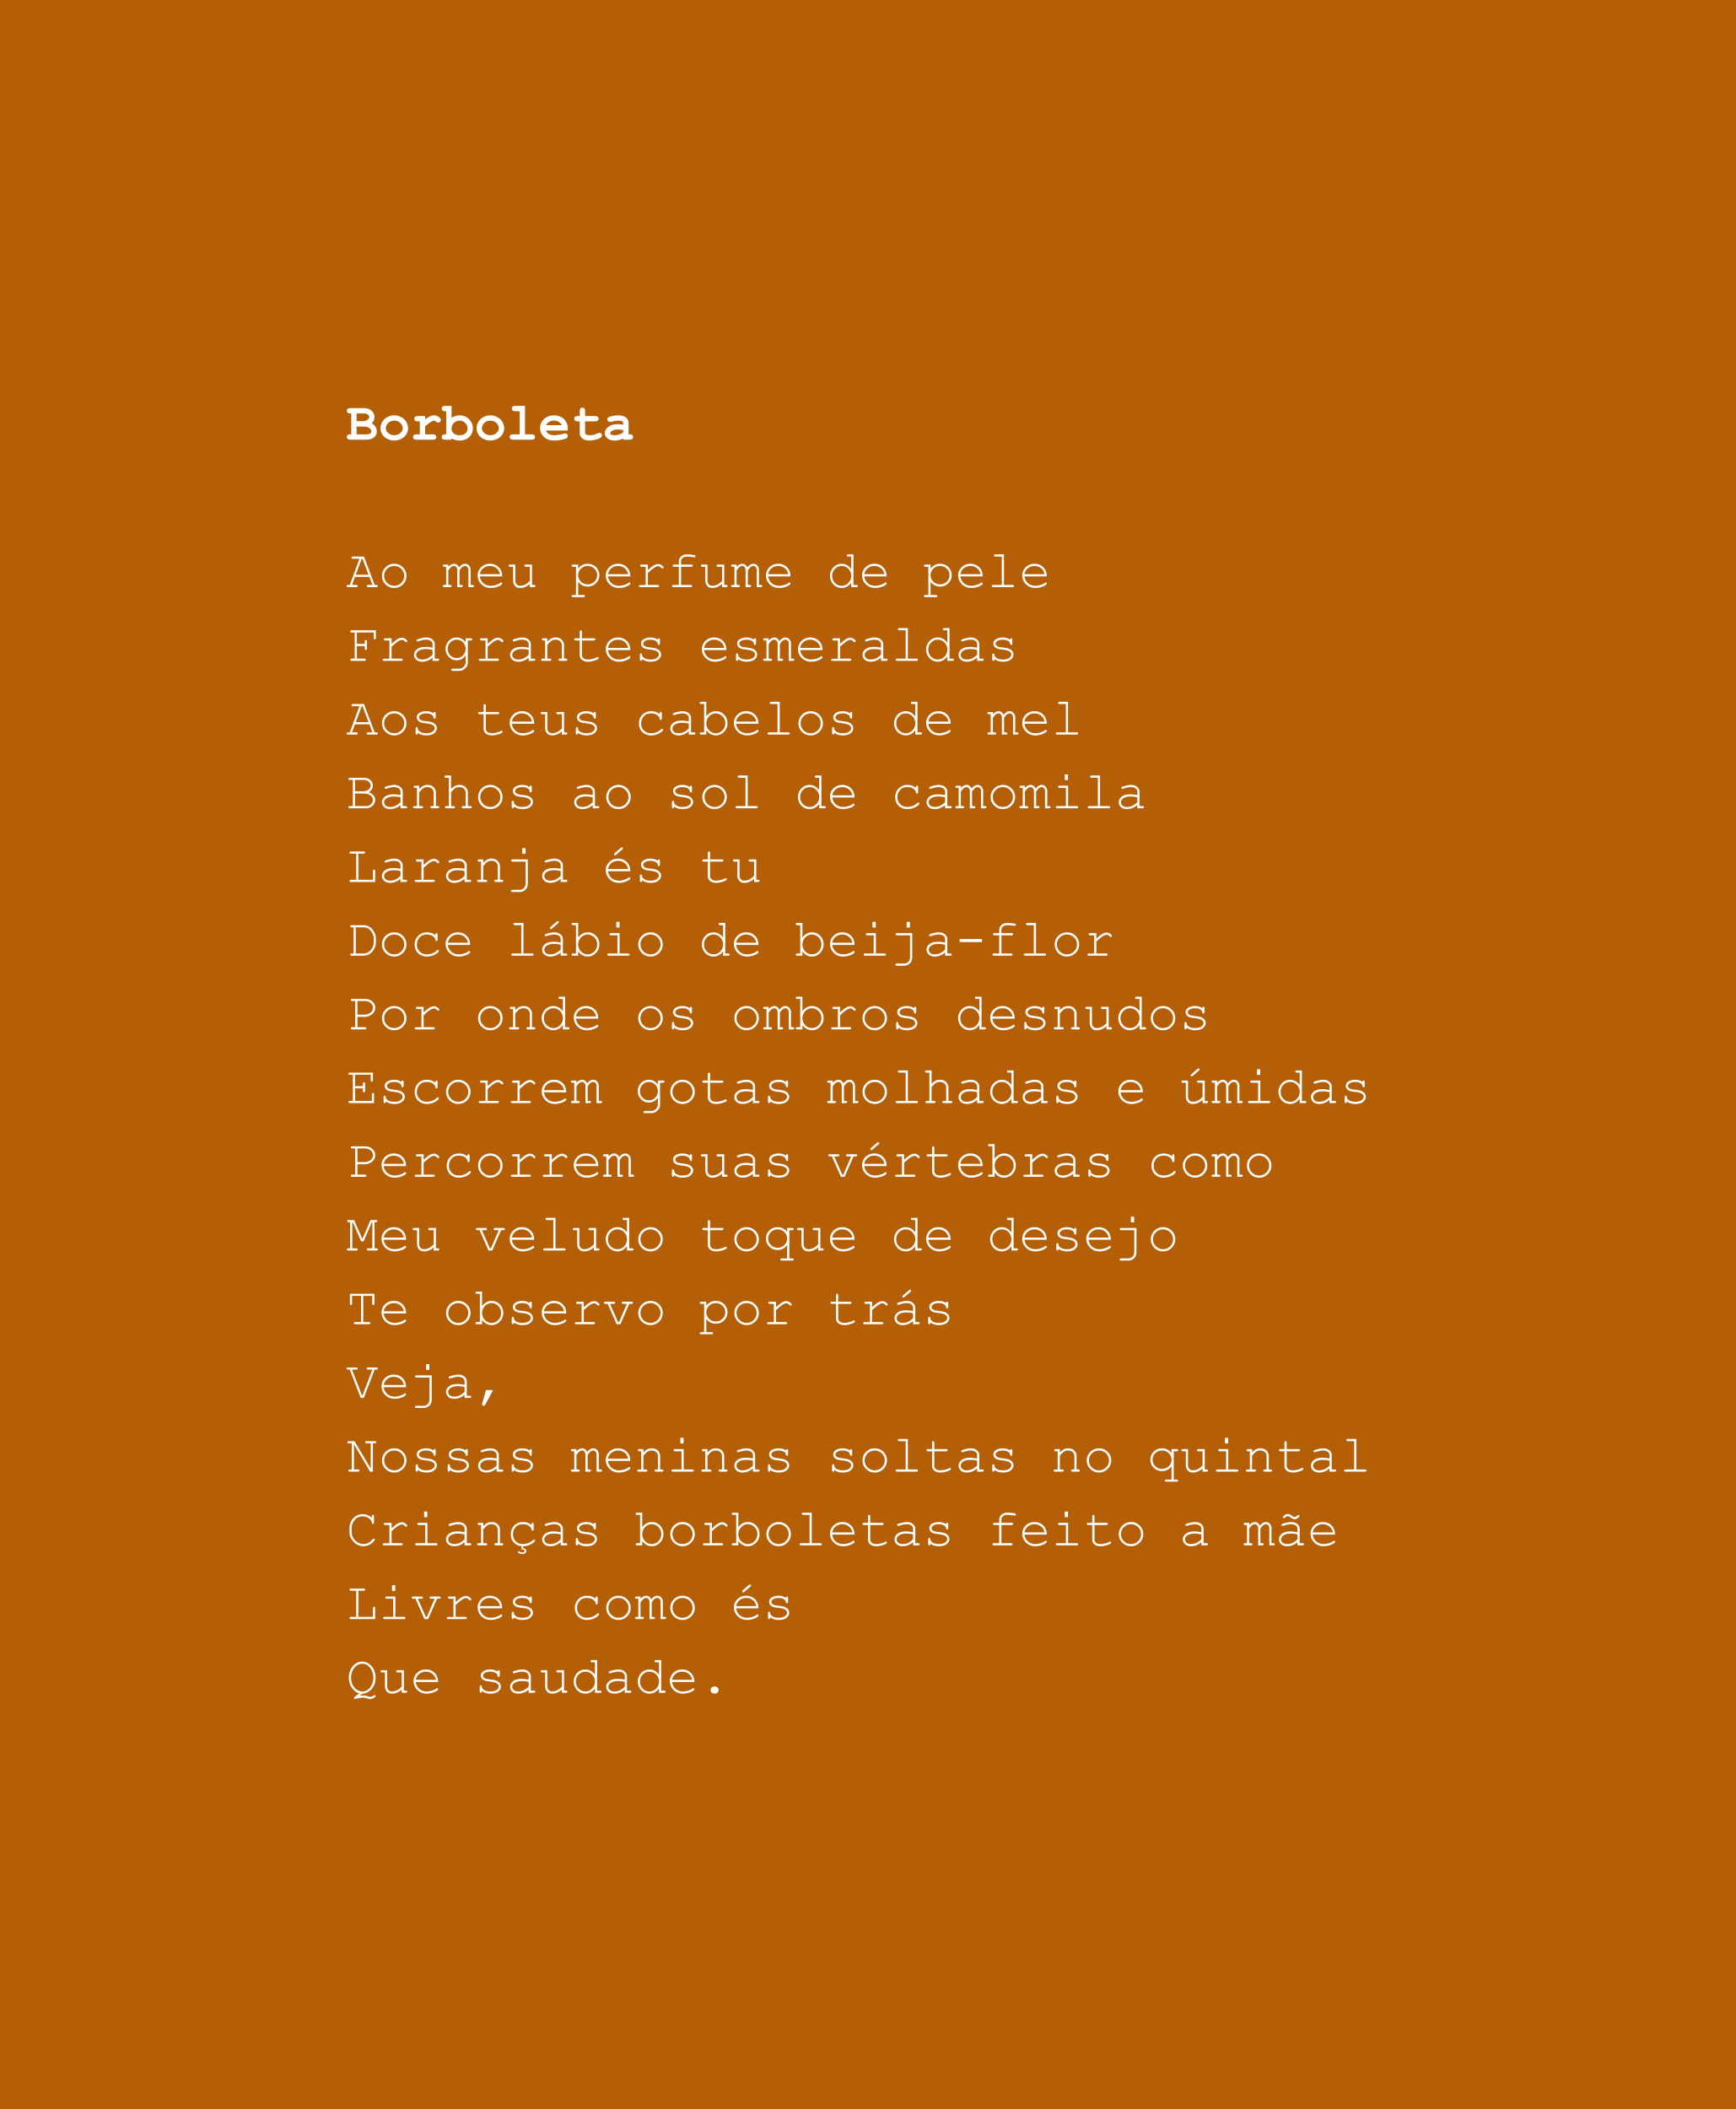 Borboleta
Ao meu perfume de pele
Fragrantes esmeraldas
Aos teus cabelos de mel
Banhos ao sol de camomila
Laranja és tu
Doce lábio de beija-flor
Por onde os ombros desnudos
Escorrem gotas molhadas e úmidas
Percorrem suas vértebras como
Meu veludo toque de desejo
Te observo por trás
Veja,
Nossas meninas soltas no quintal
Crianças borboletas feito a mãe
Livres como és
Que saudade.